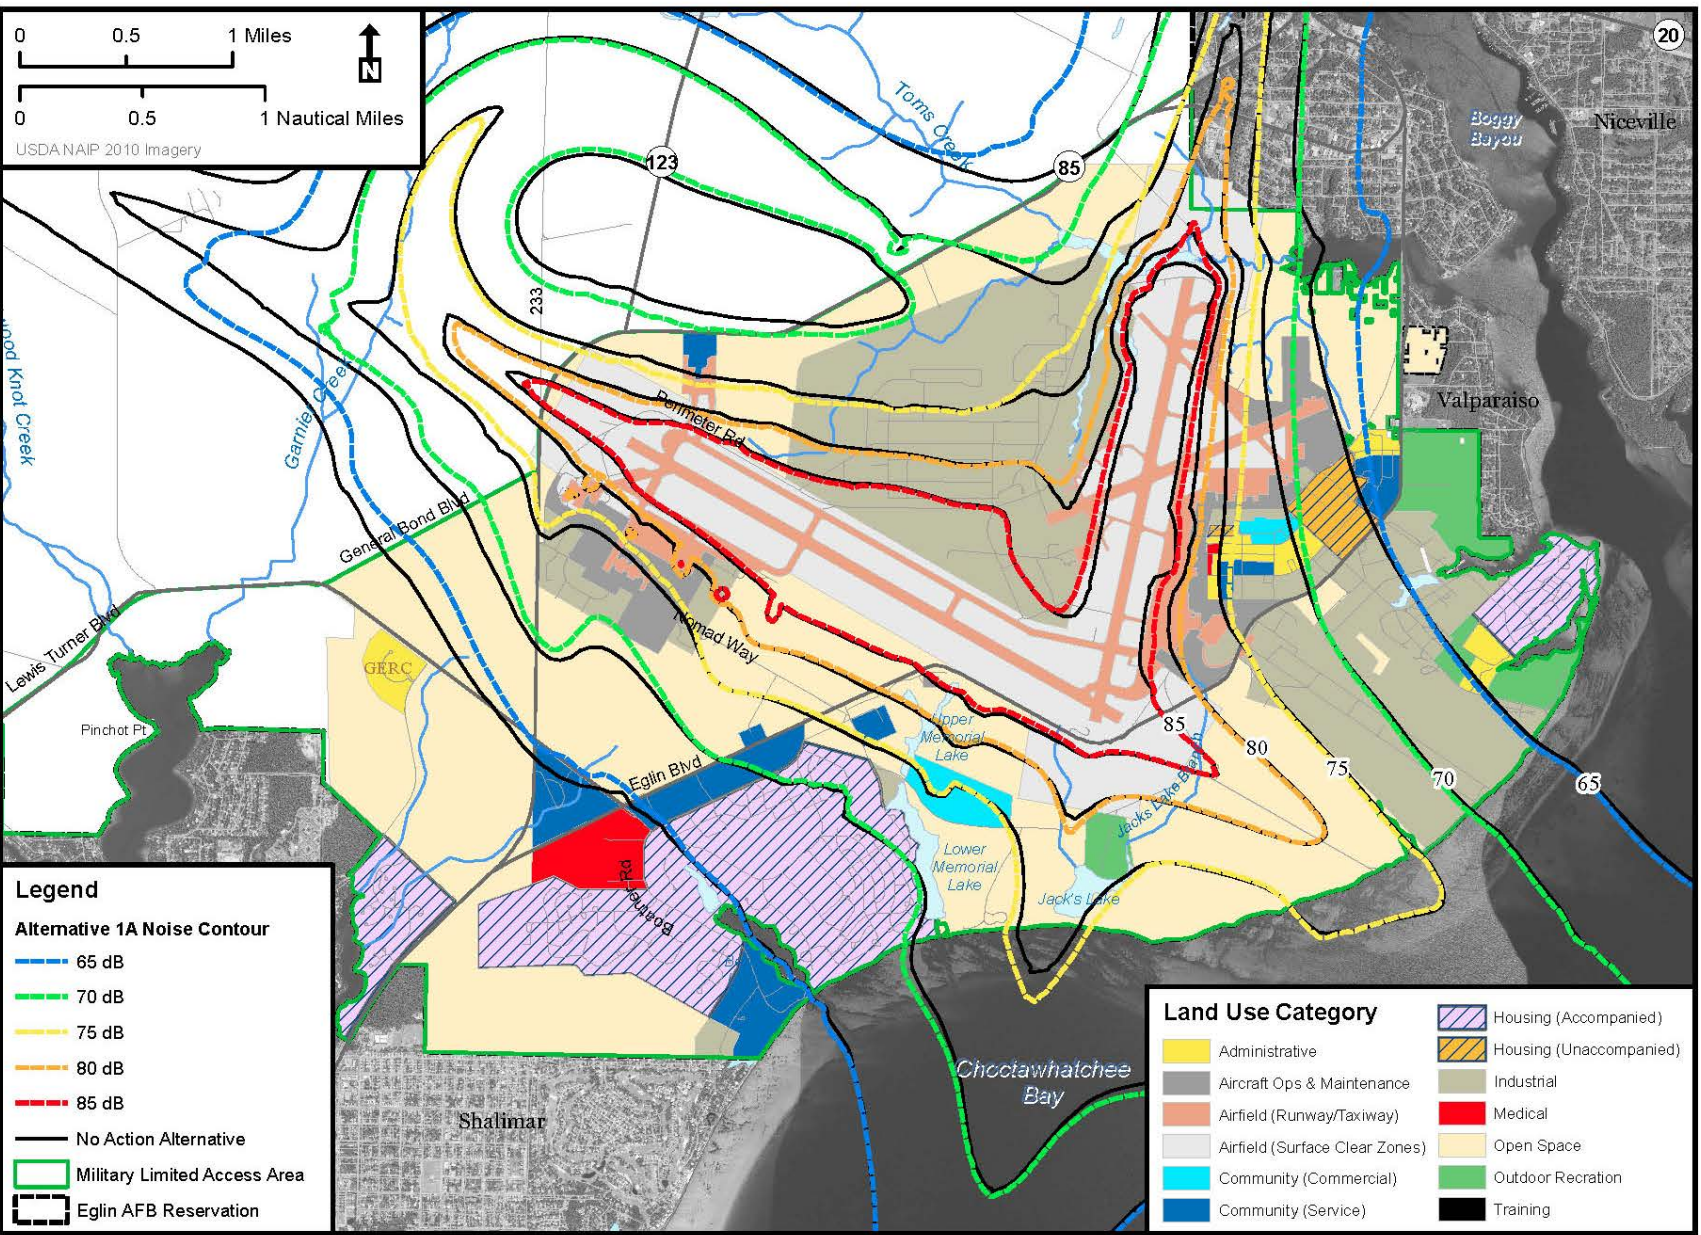 0 0.5 1 Miles
N
0 0.5 1 Nautical Miles
USDA NAIP 2010 Imagery
20
Niceville
Boggy
Bayou
Toms Creek
123
85
233
Garnier Creek
Perimeter Rd
Valparaiso
General Bond Blvd
Nomad Way
Lewis Turner Blvd
GERC
Pinchot Pt
Upper
Memorial
Lake
85
80
75
70
65
Eglin Blvd
Jacks Lake Branch
Lower
Memorial
Lake
Jack's Lake
Boatner Rd
Choctawhatchee
Bay
Shalimar
Legend
Alternative 1A Noise Contour
65 dB
70 dB
75 dB
80 dB
85 dB
No Action Alternative
Military Limited Access Area
Eglin AFB Reservation
Land Use Category
Administrative
Aircraft Ops & Maintenance
Airfield (Runway/Taxiway)
Airfield (Surface Clear Zones)
Community (Commercial)
Community (Service)
Housing (Accompanied)
Housing (Unaccompanied)
Industrial
Medical
Open Space
Outdoor Recration
Training
Knot Creek